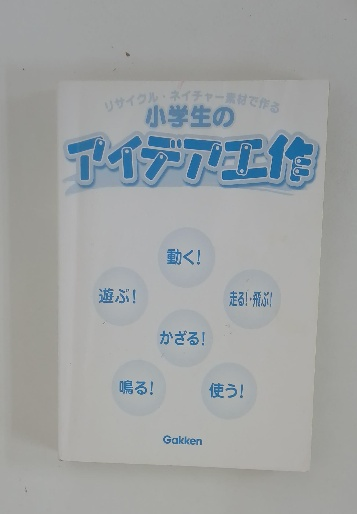 リサイクル・ネイチャー素材で作る
小学生の
アイデア工作
動く!
遊ぶ!
走る!・飛ぶ!
かざる!
鳴る!
使う!
Gakken